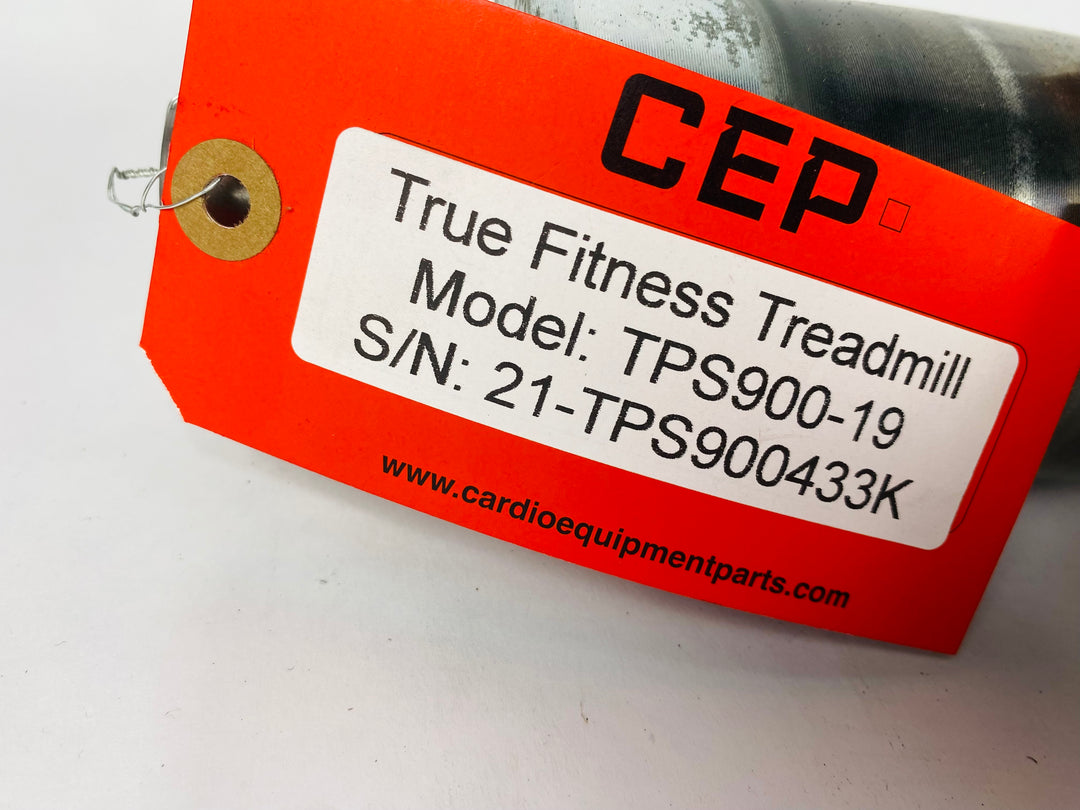 CEP
True Fitness Treadmill
Model: TPS900-19
S/N: 21-TPS900433K
www.cardioequipmentparts.com